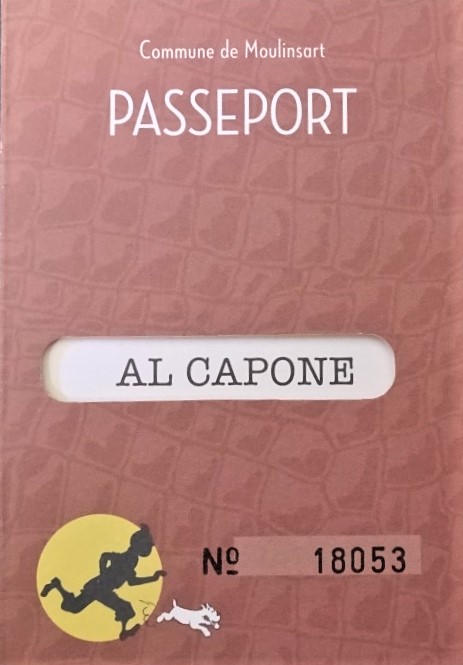 Commune de Moulinsart
PASSEPORT
AL CAPONE
Nº 18053